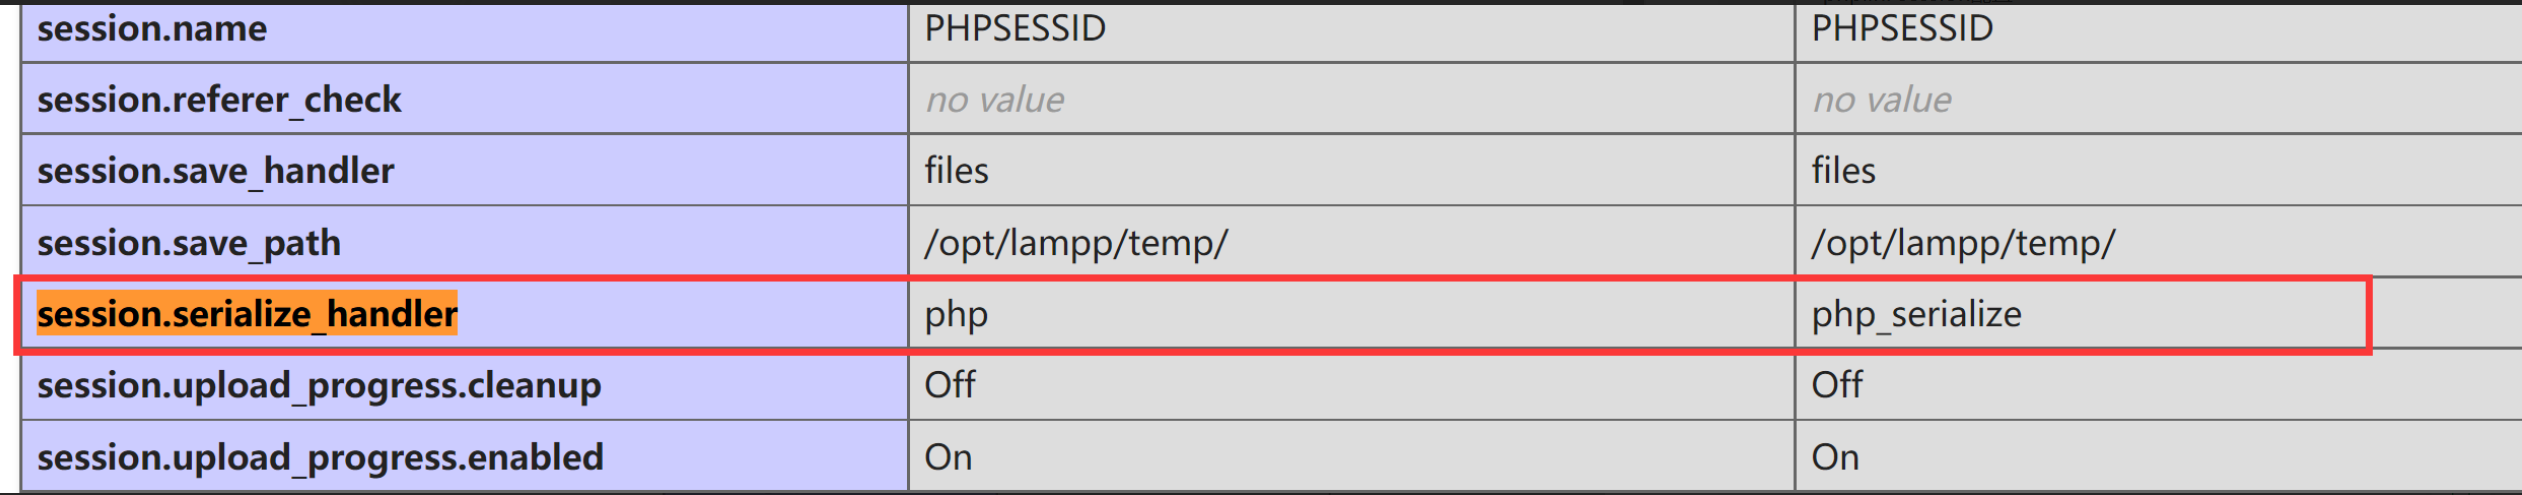 session.name PHPSESSID PHPSESSID
session.referer_check no value no value
session.save_handler files files
session.save_path /opt/lampp/temp/ /opt/lampp/temp/
session.serialize_handler php php_serialize
session.upload_progress.cleanup Off Off
session.upload_progress.enabled On On